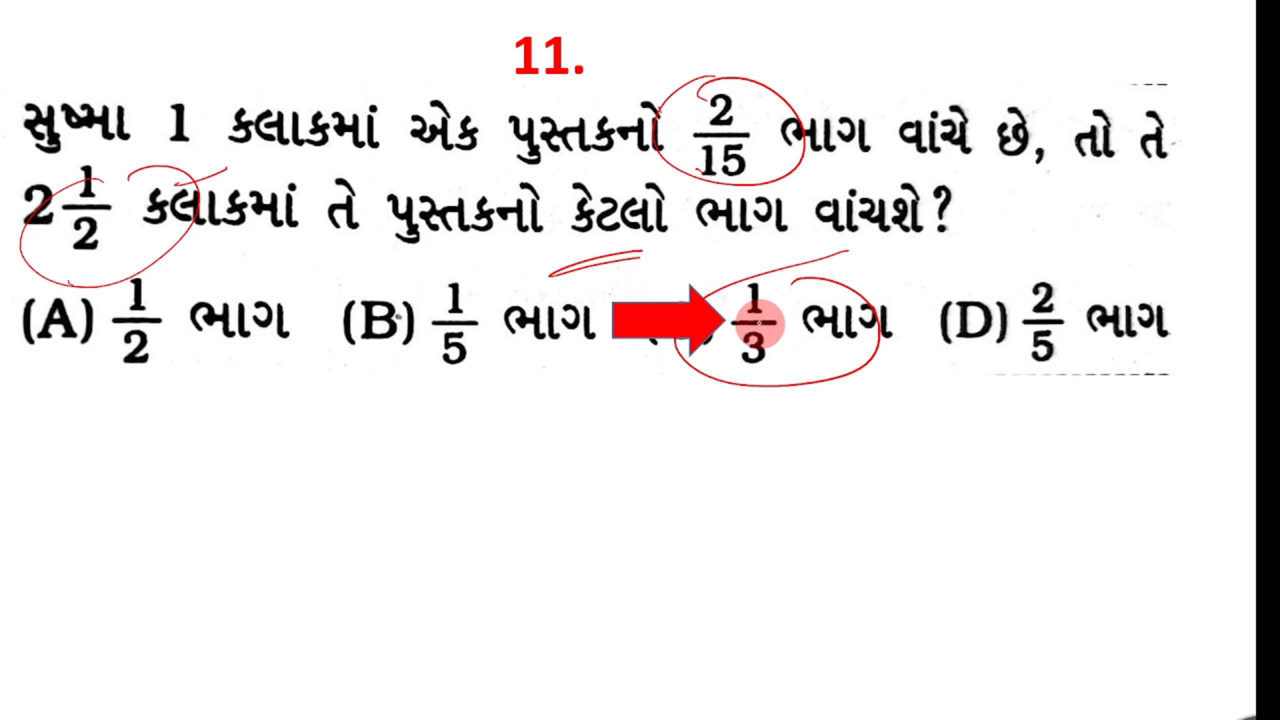 11.
સુષ્મા 1 કલાકમાં એક પુસ્તકનો 2/15 ભાગ વાંચે છે, તો તે
2 1/2 કલાકમાં તે પુસ્તકનો કેટલો ભાગ વાંચશે?
(A) 1/2 ભાગ (B) 1/5 ભાગ 1/3 ભાગ (D) 2/5 ભાગ